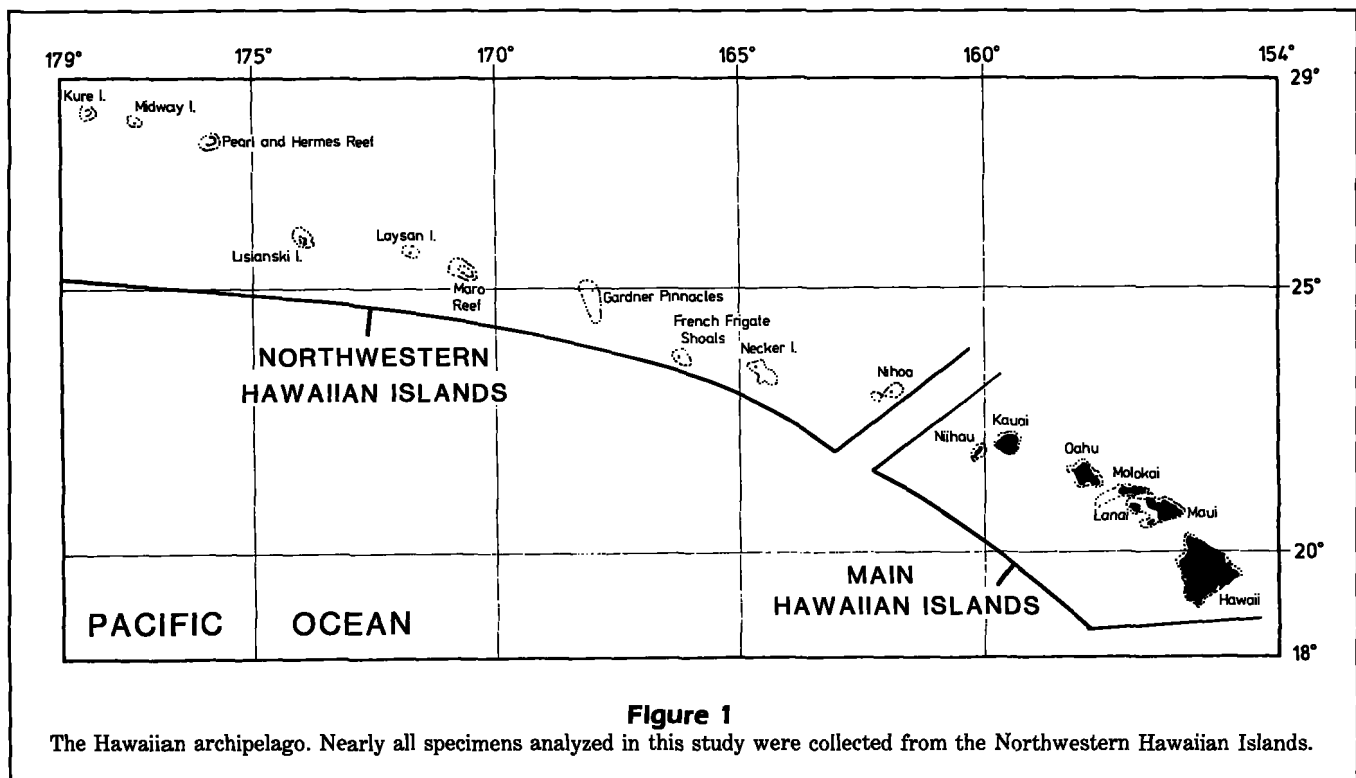 179° 175° 170° 165° 160° 154°
29°
Kure I.
Midway I.
Pearl and Hermes Reef
Lisianski I.
Laysan I.
Maro
Reef
25°
Gardner Pinnacles
French Frigate
Shoals
Necker I.
Nihoa
NORTHWESTERN
HAWAIIAN ISLANDS
Niihau
Kauai
Oahu
Molokai
Lanai
Maui
20°
Hawaii
MAIN
HAWAIIAN ISLANDS
PACIFIC OCEAN
18°
Figure 1
The Hawaiian archipelago. Nearly all specimens analyzed in this study were collected from the Northwestern Hawaiian Islands.